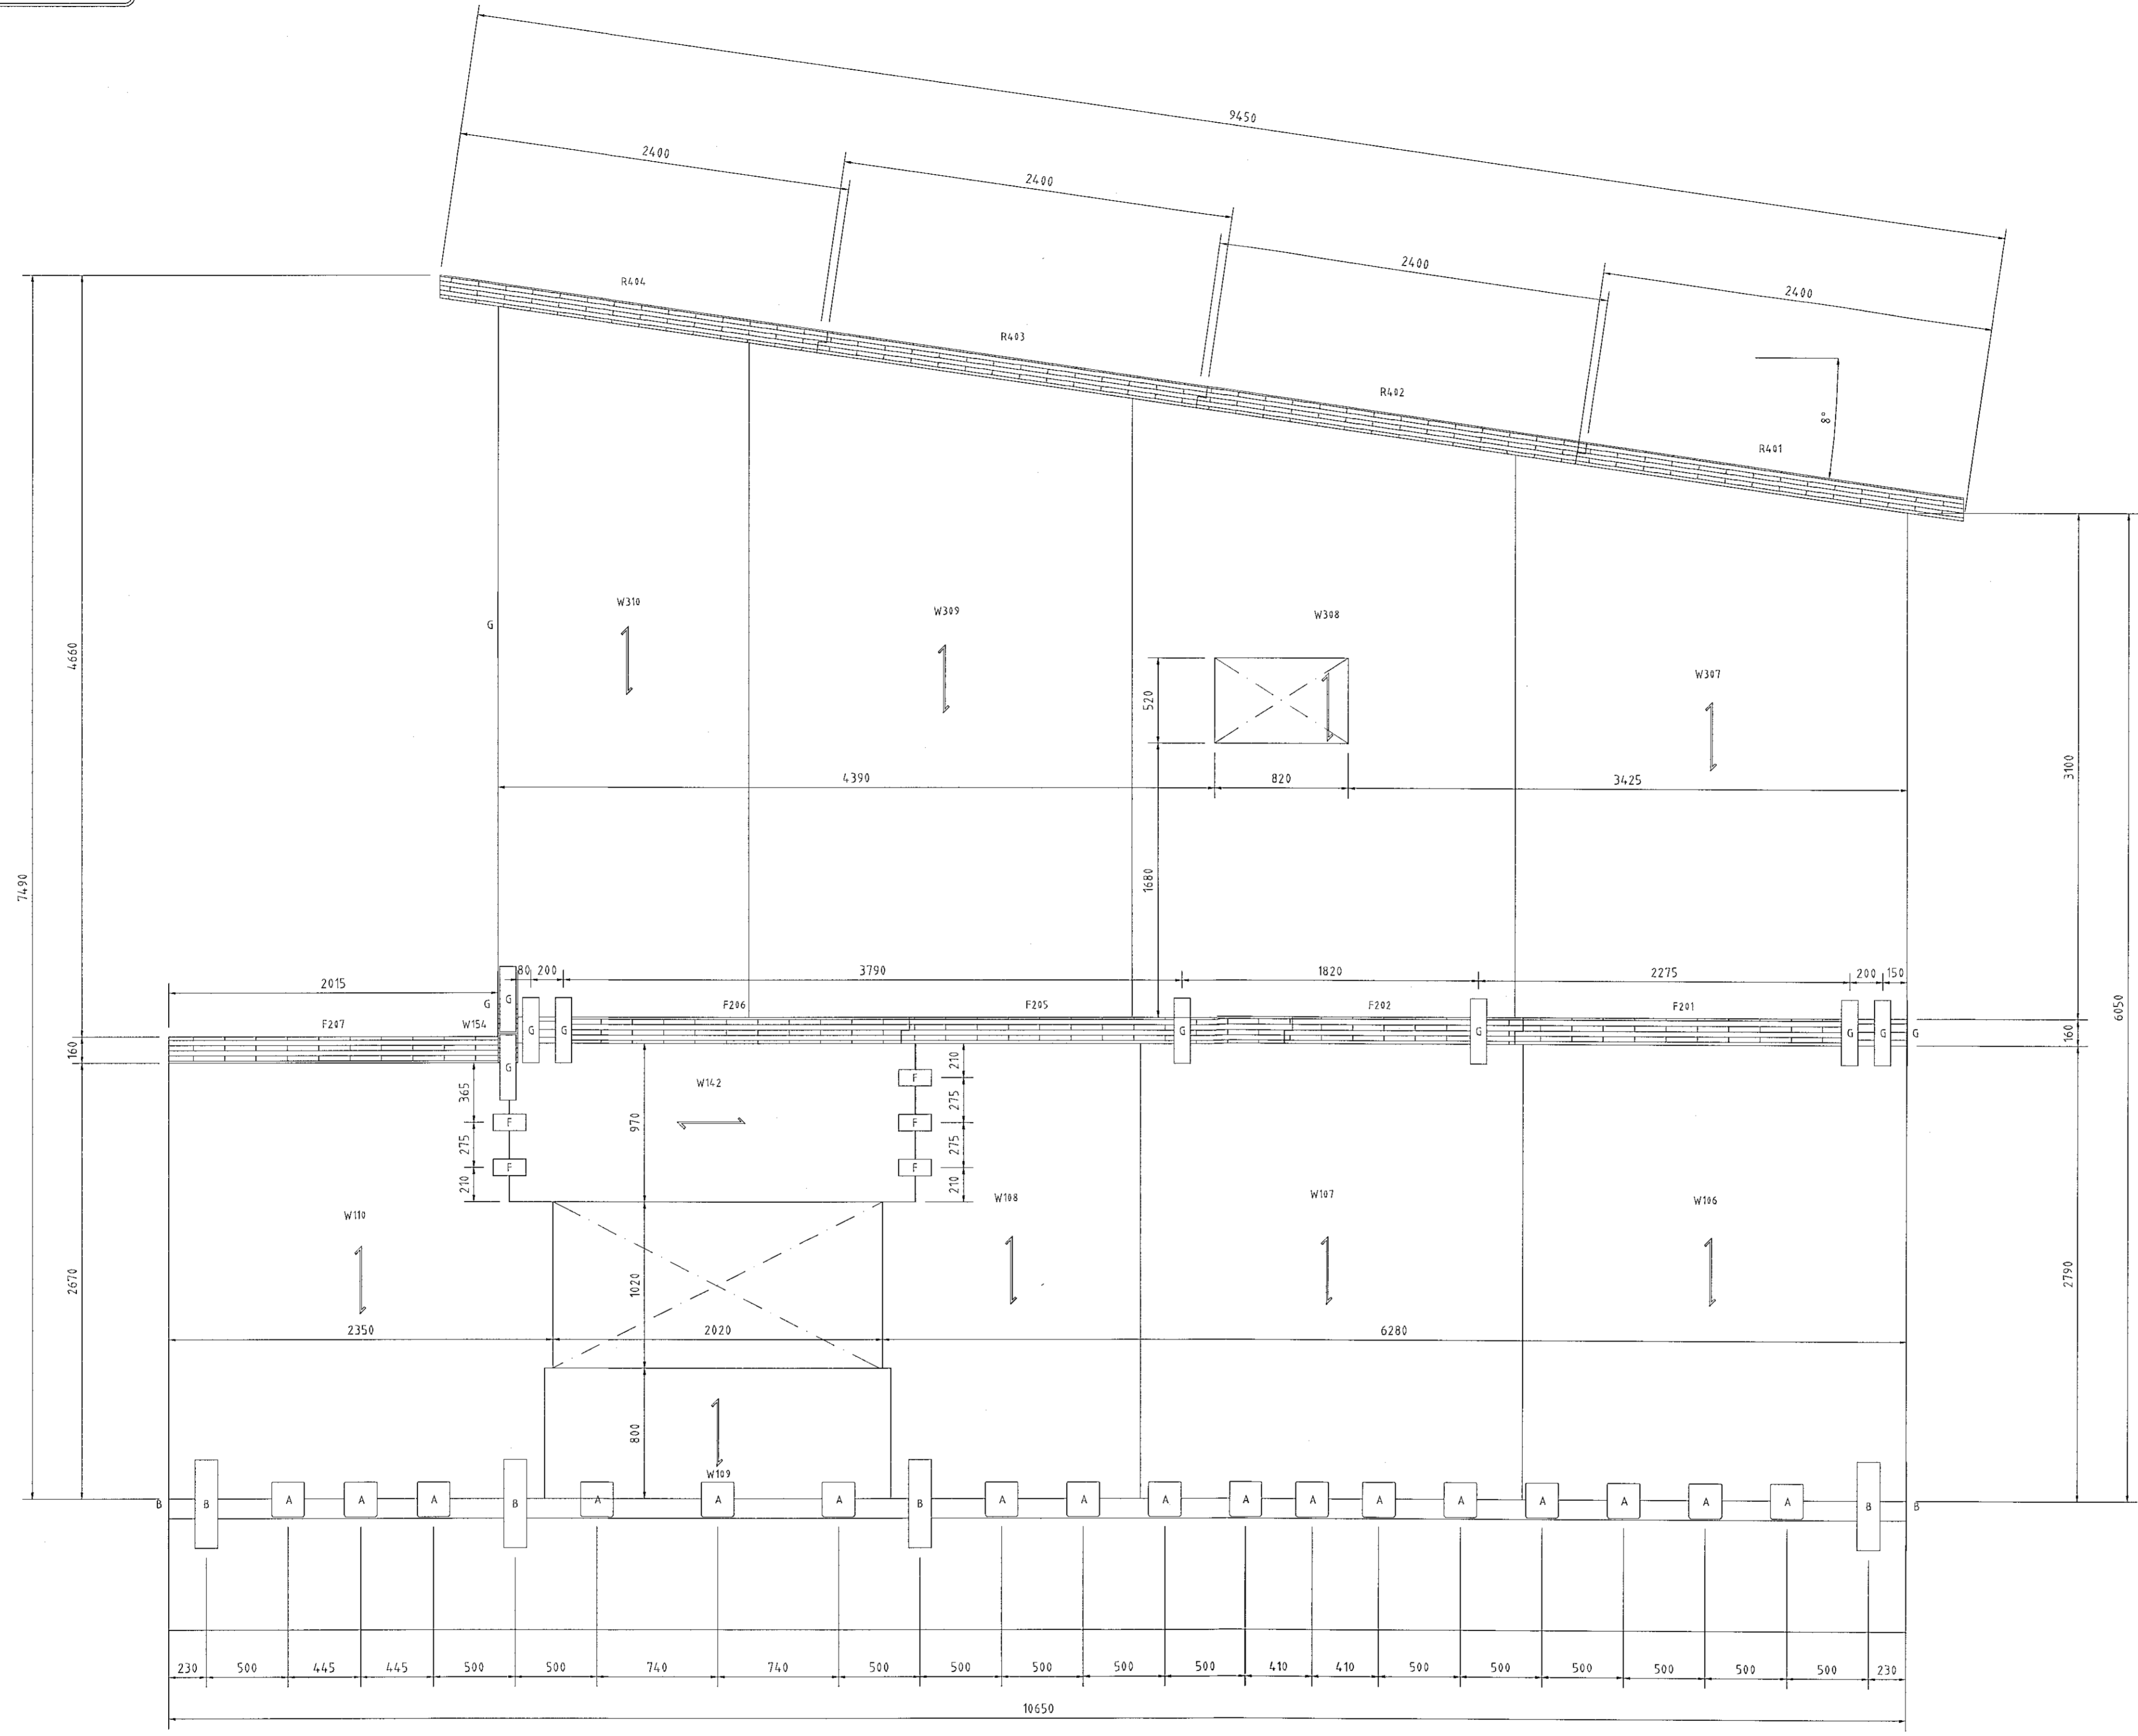 9450
2400
2400
2400
2400
R404
R403
R402
R401
8°
W310
W309
W308
W307
G
4660
520
3100
4390
820
3425
7490
1680
6050
2015
80
200
3790
1820
2275
200
150
F207
W154
G
G
F206
F205
F202
F201
G
G
G
G
G
G
G
160
160
G
W142
365
970
F
210
275
F
F
275
275
F
F
210
210
W110
W108
W107
W106
2670
1020
2790
2350
2020
6280
800
W109
B
B
A
A
A
B
A
A
A
B
A
A
A
A
A
A
A
A
A
A
A
B
B
230
500
445
445
500
500
740
740
500
500
500
500
500
410
410
500
500
500
500
500
500
230
10650